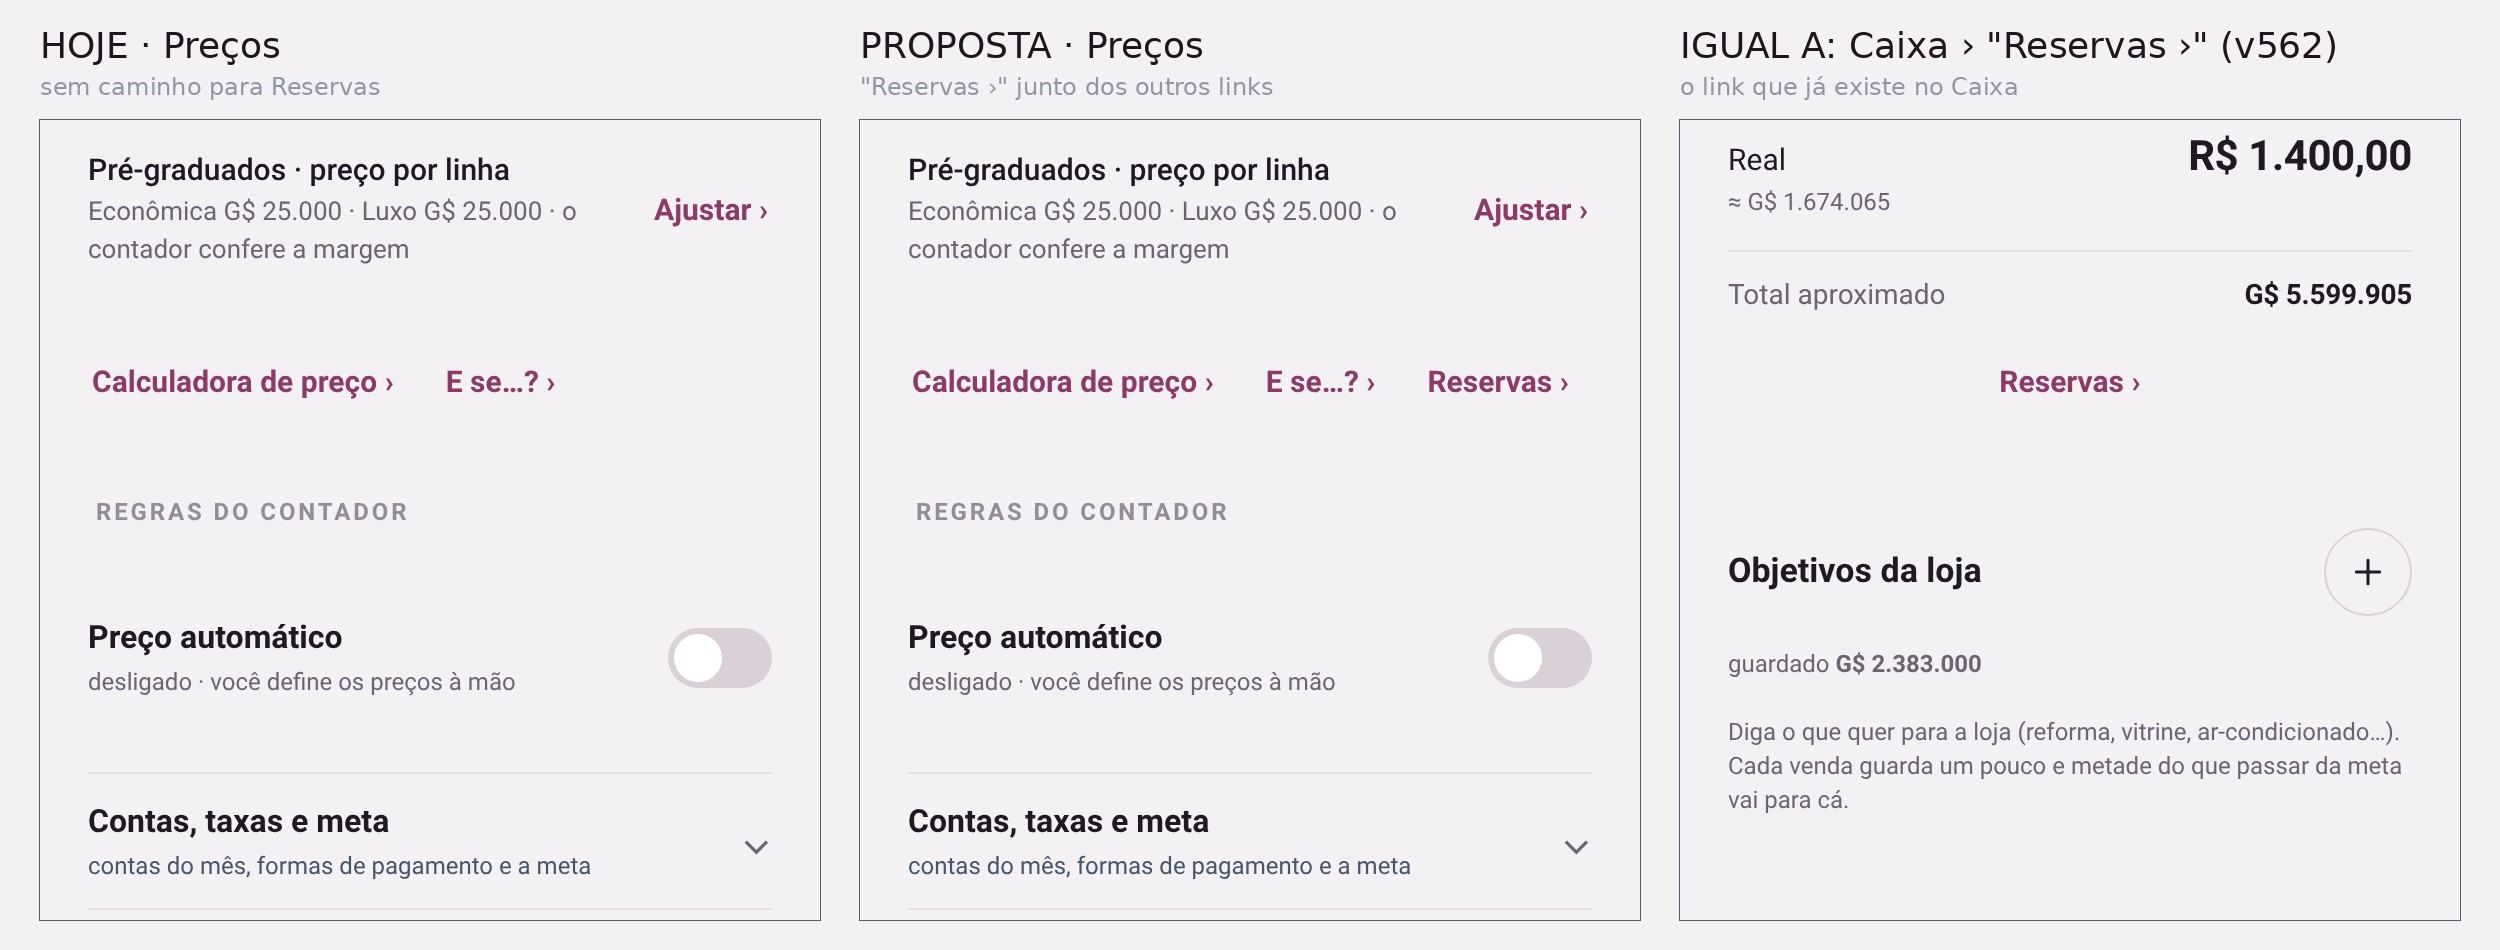 HOJE · Preços
sem caminho para Reservas
Pré-graduados · preço por linha
Econômica G$ 25.000 · Luxo G$ 25.000 · o
contador confere a margem
Ajustar ›
Calculadora de preço ›
E se...? ›
REGRAS DO CONTADOR
Preço automático
desligado · você define os preços à mão
Contas, taxas e meta
contas do mês, formas de pagamento e a meta
PROPOSTA · Preços
"Reservas ›" junto dos outros links
Pré-graduados · preço por linha
Econômica G$ 25.000 · Luxo G$ 25.000 · o
contador confere a margem
Ajustar ›
Calculadora de preço ›
E se...? ›
Reservas ›
REGRAS DO CONTADOR
Preço automático
desligado · você define os preços à mão
Contas, taxas e meta
contas do mês, formas de pagamento e a meta
IGUAL A: Caixa › "Reservas ›" (v562)
o link que já existe no Caixa
Real
R$ 1.400,00
≈ G$ 1.674.065
Total aproximado
G$ 5.599.905
Reservas ›
Objetivos da loja
guardado G$ 2.383.000
Diga o que quer para a loja (reforma, vitrine, ar-condicionado...).
Cada venda guarda um pouco e metade do que passar da meta
vai para cá.